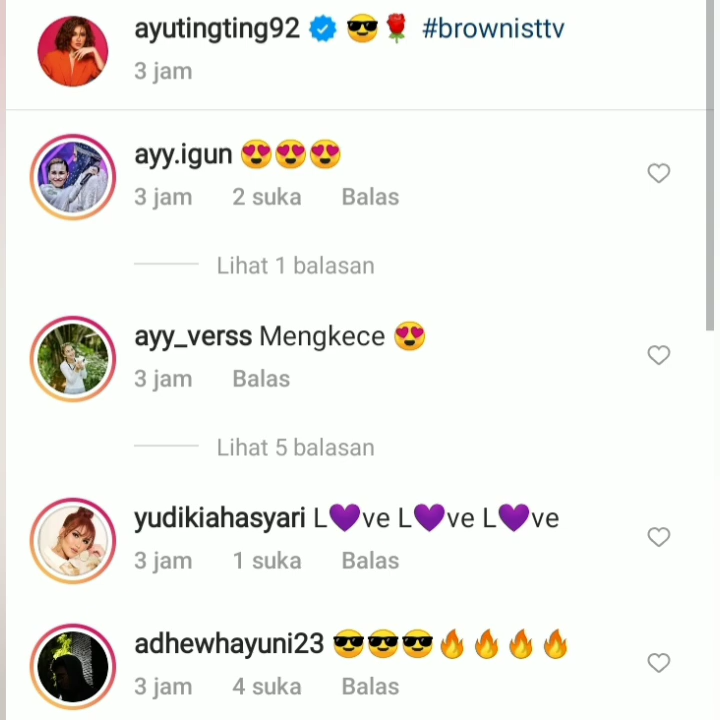 ayutingting92 😎🌹 #brownisttv
3 jam
ayy.igun 😍😍😍
3 jam 2 suka Balas
Lihat 1 balasan
ayy_verss Mengkece 😍
3 jam Balas
Lihat 5 balasan
yudikiahasyari L💜ve L💜ve L💜ve
3 jam 1 suka Balas
adhewhayuni23 😎😎😎🔥🔥🔥🔥
3 jam 4 suka Balas